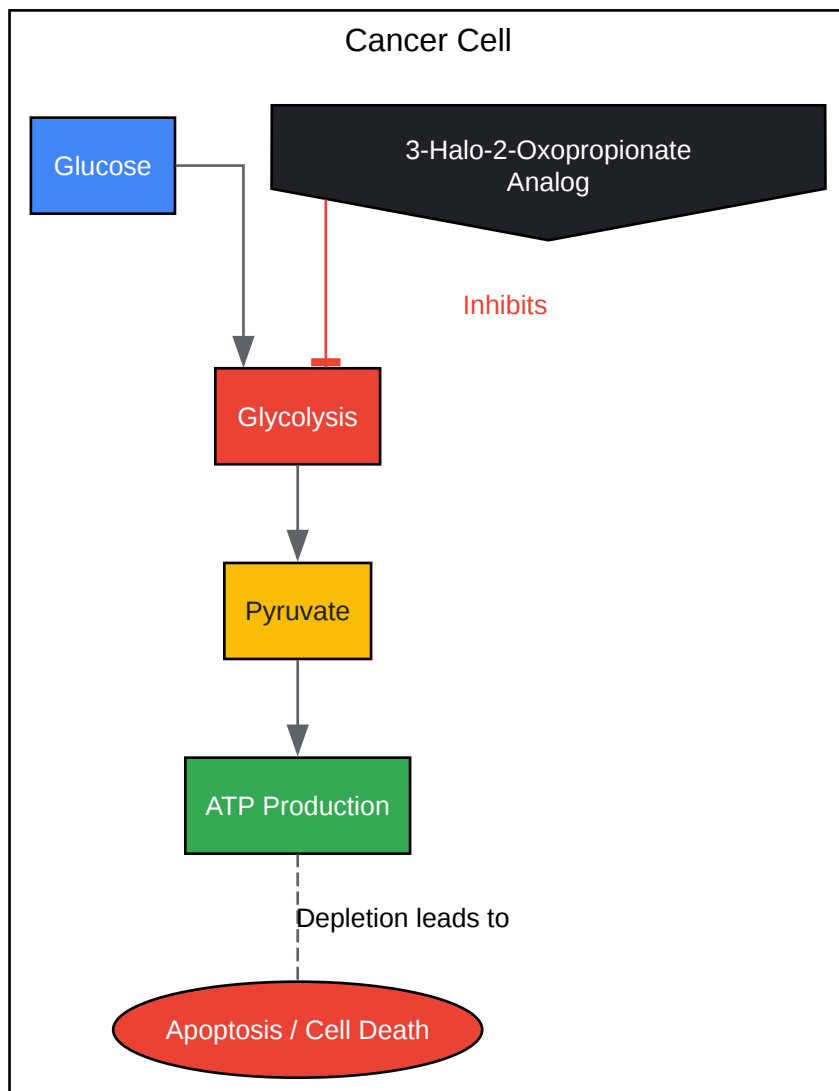 Cancer Cell
Glucose
3-Halo-2-Oxopropionate
Analog
Inhibits
Glycolysis
Pyruvate
ATP Production
Depletion leads to
Apoptosis / Cell Death